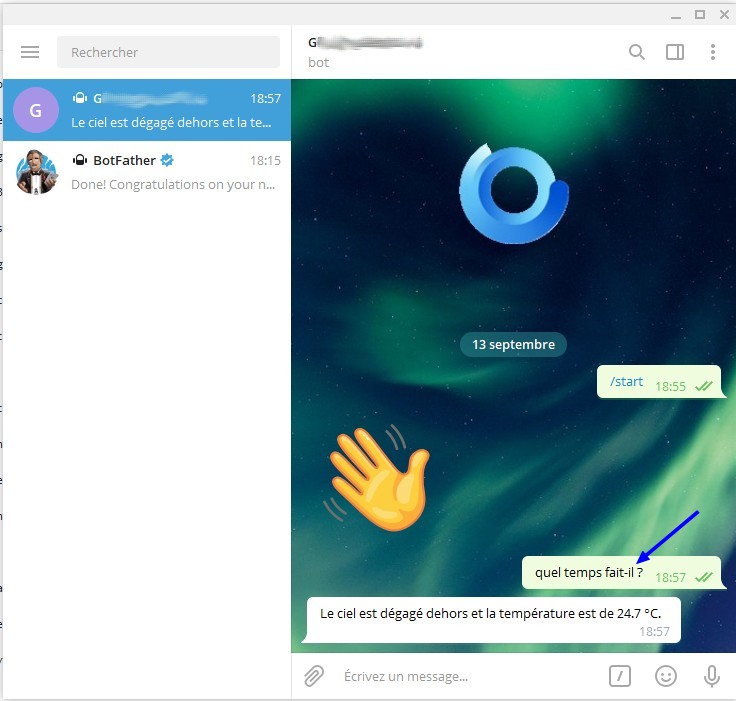 Rechercher
G
bot
G
G 18:57
Le ciel est dégagé dehors et la te...
BotFather 18:15
Done! Congratulations on your n...
13 septembre
/start 18:55
quel temps fait-il ? 18:57
Le ciel est dégagé dehors et la température est de 24.7 °C.
18:57
Écrivez un message...
/